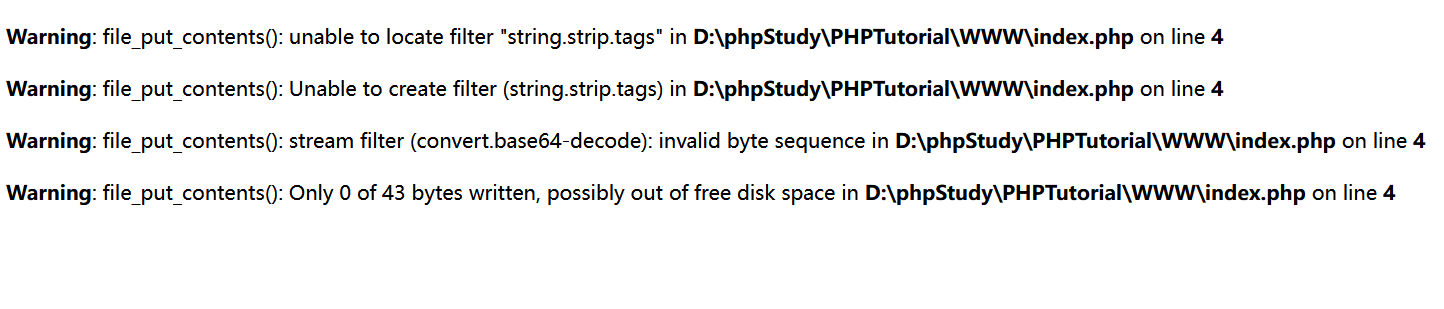 Warning: file_put_contents(): unable to locate filter "string.strip.tags" in D:\phpStudy\PHPTutorial\WWW\index.php on line 4
Warning: file_put_contents(): Unable to create filter (string.strip.tags) in D:\phpStudy\PHPTutorial\WWW\index.php on line 4
Warning: file_put_contents(): stream filter (convert.base64-decode): invalid byte sequence in D:\phpStudy\PHPTutorial\WWW\index.php on line 4
Warning: file_put_contents(): Only 0 of 43 bytes written, possibly out of free disk space in D:\phpStudy\PHPTutorial\WWW\index.php on line 4